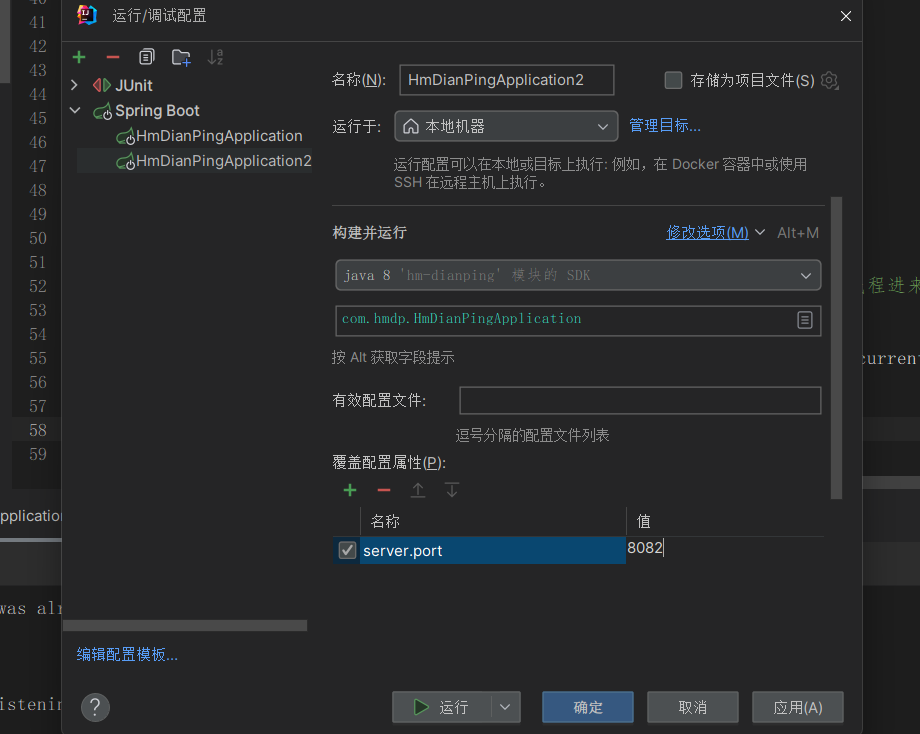 运行/调试配置
41
42
43
44
45
46
47
48
49
50
51
52
53
54
55
56
57
58
59
JUnit
Spring Boot
HmDianPingApplication
HmDianPingApplication2
名称(N):
HmDianPingApplication2
存储为项目文件(S)
运行于:
本地机器
管理目标...
运行配置可以在本地或目标上执行: 例如，在 Docker 容器中或使用
SSH 在远程主机上执行。
构建并运行
修改选项(M)
Alt+M
java 8 'hm-dianping' 模块的 SDK
com.hmdp.HmDianPingApplication
按 Alt 获取字段提示
有效配置文件:
逗号分隔的配置文件列表
覆盖配置属性(P):
名称
值
server.port
8082
程进来
current
pplication
was alr
istening
编辑配置模板...
?
运行
确定
取消
应用(A)